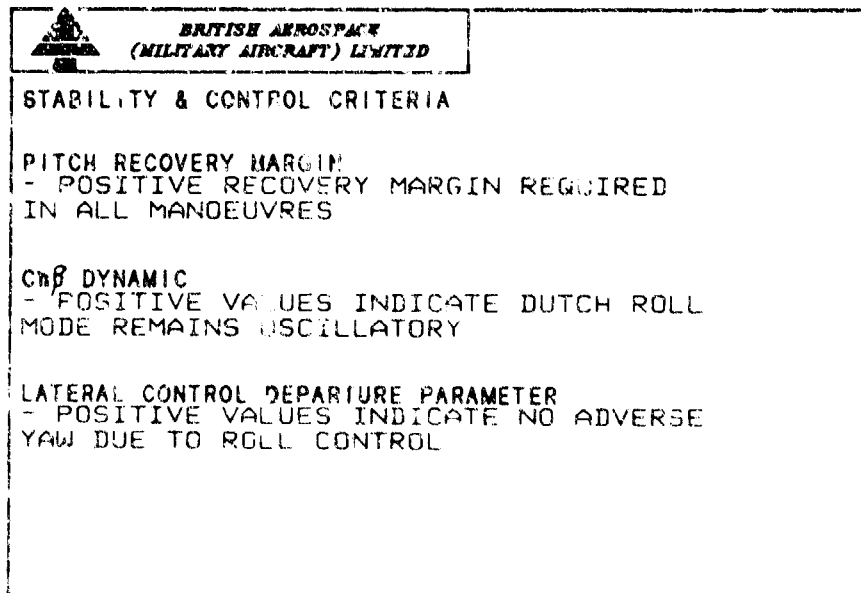 BRITISH AEROSPACE
(MILITARY AIRCRAFT) LIMITED
STABILITY & CONTROL CRITERIA
PITCH RECOVERY MARGIN
- POSITIVE RECOVERY MARGIN REQUIRED
IN ALL MANOEUVRES
Cnβ DYNAMIC
- POSITIVE VALUES INDICATE DUTCH ROLL
MODE REMAINS OSCILLATORY
LATERAL CONTROL DEPARTURE PARAMETER
- POSITIVE VALUES INDICATE NO ADVERSE
YAW DUE TO ROLL CONTROL